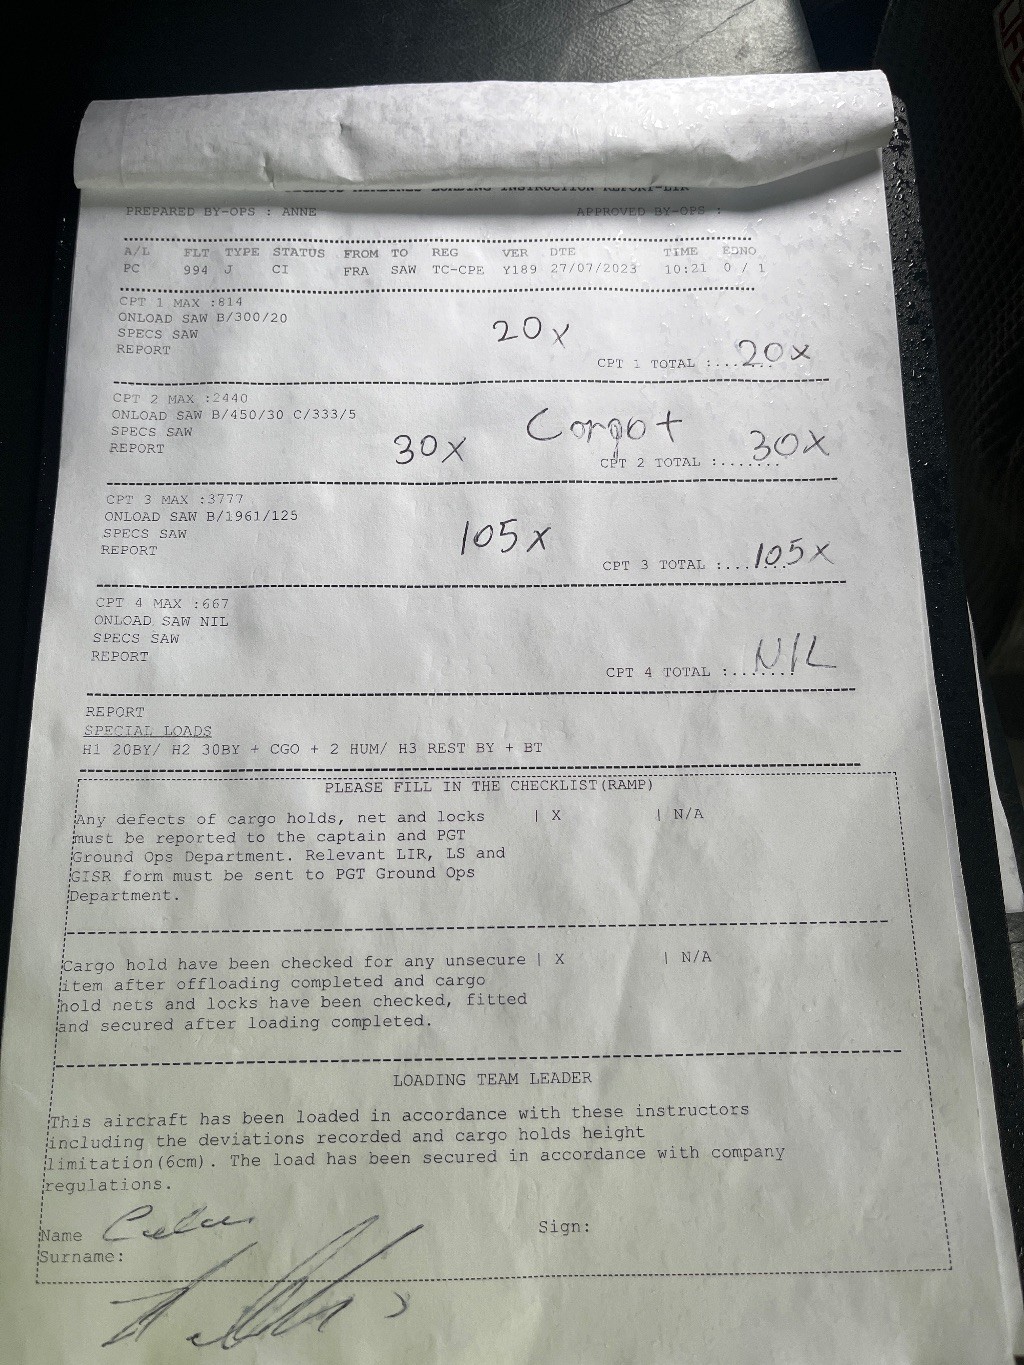 LOADING INSTRUCTION REPORT-LIR
PREPARED BY-OPS : ANNE APPROVED BY-OPS :
A/L FLT TYPE STATUS FROM TO REG VER DTE TIME EDNO
PC 994 J CI FRA SAW TC-CPE Y189 27/07/2023 10:21 0 / 1
CPT 1 MAX :814
ONLOAD SAW B/300/20
SPECS SAW 20x
REPORT
CPT 1 TOTAL :...20x
CPT 2 MAX :2440
ONLOAD SAW B/450/30 C/333/5
SPECS SAW Cargo+
REPORT 30x
CPT 2 TOTAL :....... 30x
CPT 3 MAX :3777
ONLOAD SAW B/1961/125
SPECS SAW 105x
REPORT
CPT 3 TOTAL :...105x
CPT 4 MAX :667
ONLOAD SAW NIL
SPECS SAW
REPORT
CPT 4 TOTAL :....... NIL
REPORT
SPECIAL LOADS
H1 20BY/ H2 30BY + CGO + 2 HUM/ H3 REST BY + BT
PLEASE FILL IN THE CHECKLIST(RAMP)
Any defects of cargo holds, net and locks | X | N/A
must be reported to the captain and PGT
Ground Ops Department. Relevant LIR, LS and
GISR form must be sent to PGT Ground Ops
Department.
Cargo hold have been checked for any unsecure | X | N/A
item after offloading completed and cargo
hold nets and locks have been checked, fitted
and secured after loading completed.
LOADING TEAM LEADER
This aircraft has been loaded in accordance with these instructors
including the deviations recorded and cargo holds height
limitation(6cm). The load has been secured in accordance with company
regulations.
Name Sign:
Surname: